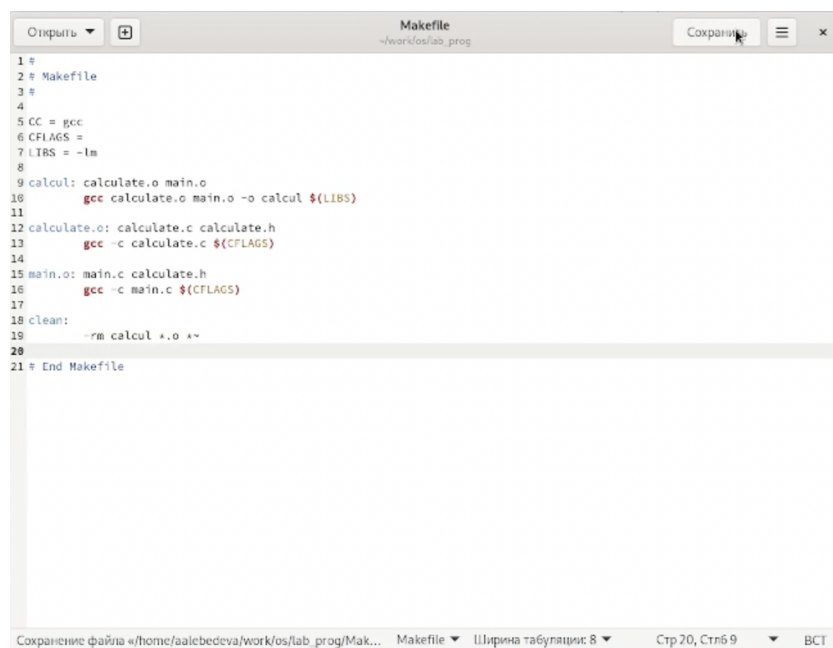 Открыть
Makefile
~/work/os/lab_prog
Сохранить
1 #
2 # Makefile
3 #
4
5 CC = gcc
6 CFLAGS =
7 LIBS = -lm
8
9 calcul: calculate.o main.o
10 gcc calculate.o main.o -o calcul $(LIBS)
11
12 calculate.o: calculate.c calculate.h
13 gcc -c calculate.c $(CFLAGS)
14
15 main.o: main.c calculate.h
16 gcc -c main.c $(CFLAGS)
17
18 clean:
19 -rm calcul *.o *~
20
21 # End Makefile
Сохранение файла «/home/aalebedeva/work/os/lab_prog/Mak... Makefile Ширина табуляции: 8 Стр 20, Стлб 9 ВСТ